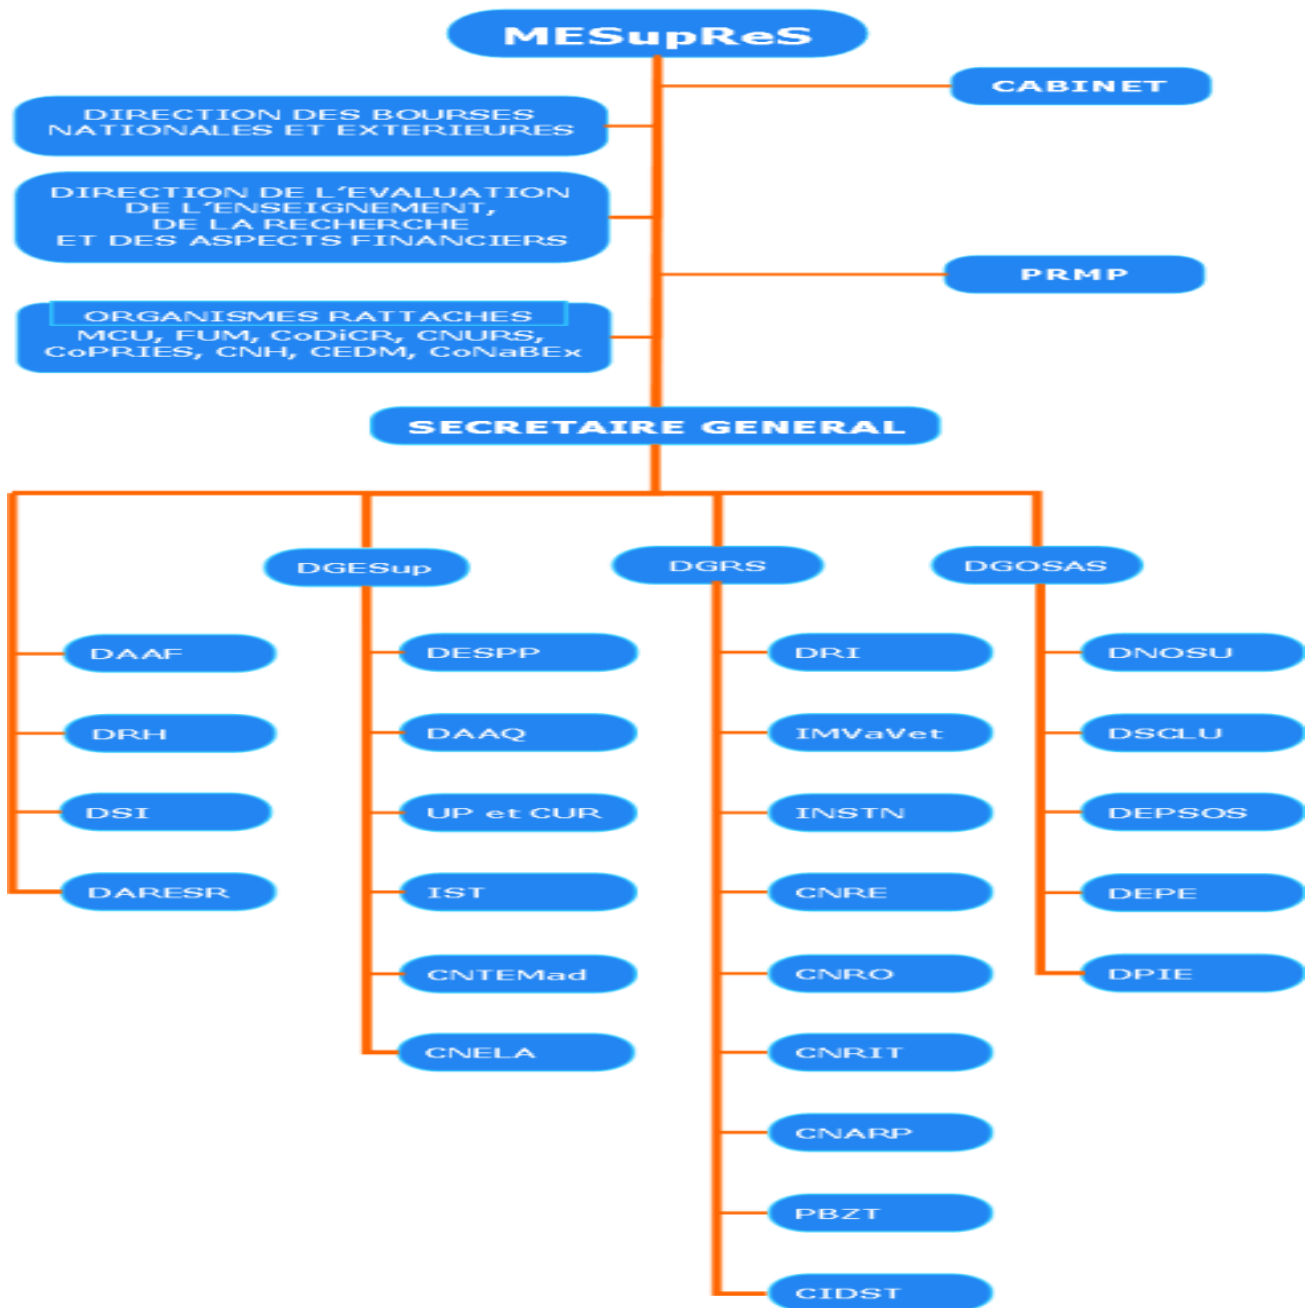 MESupReS
CABINET
DIRECTION DES BOURSES
NATIONALES ET EXTERIEURES
DIRECTION DE L'EVALUATION
DE L'ENSEIGNEMENT,
DE LA RECHERCHE
ET DES ASPECTS FINANCIERS
PRMP
ORGANISMES RATTACHES
MCU, FUM, CoDiCR, CNURS,
CoPRIES, CNH, CEDM, CoNaBEx
SECRETAIRE GENERAL
DGESup
DGRS
DGOSAS
DAAF
DRH
DSI
DARESR
DESPP
DAAQ
UP et CUR
IST
CNTEMad
CNELA
DRI
IMVaVet
INSTN
CNRE
CNRO
CNRIT
CNARP
PBZT
CIDST
DNOSU
DSCLU
DEPSOS
DEPE
DPIE